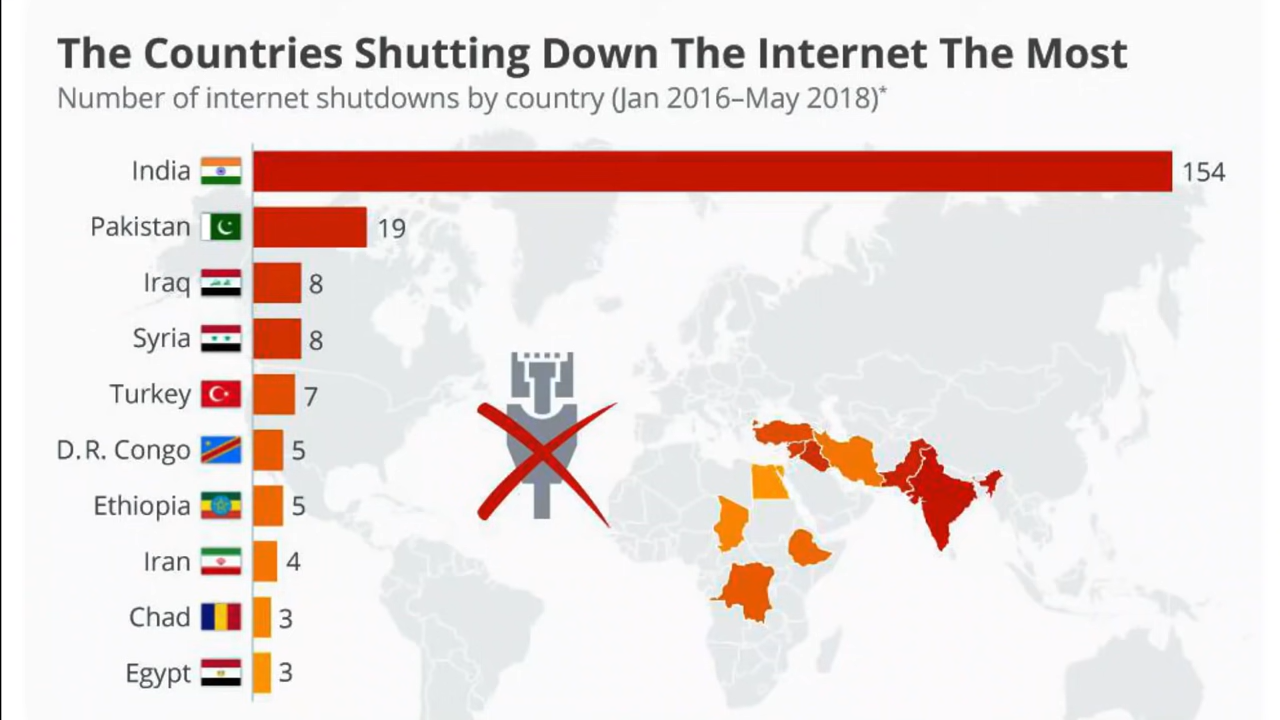 The Countries Shutting Down The Internet The Most
Number of internet shutdowns by country (Jan 2016–May 2018)*
India 154
Pakistan 19
Iraq 8
Syria 8
Turkey 7
D.R. Congo 5
Ethiopia 5
Iran 4
Chad 3
Egypt 3